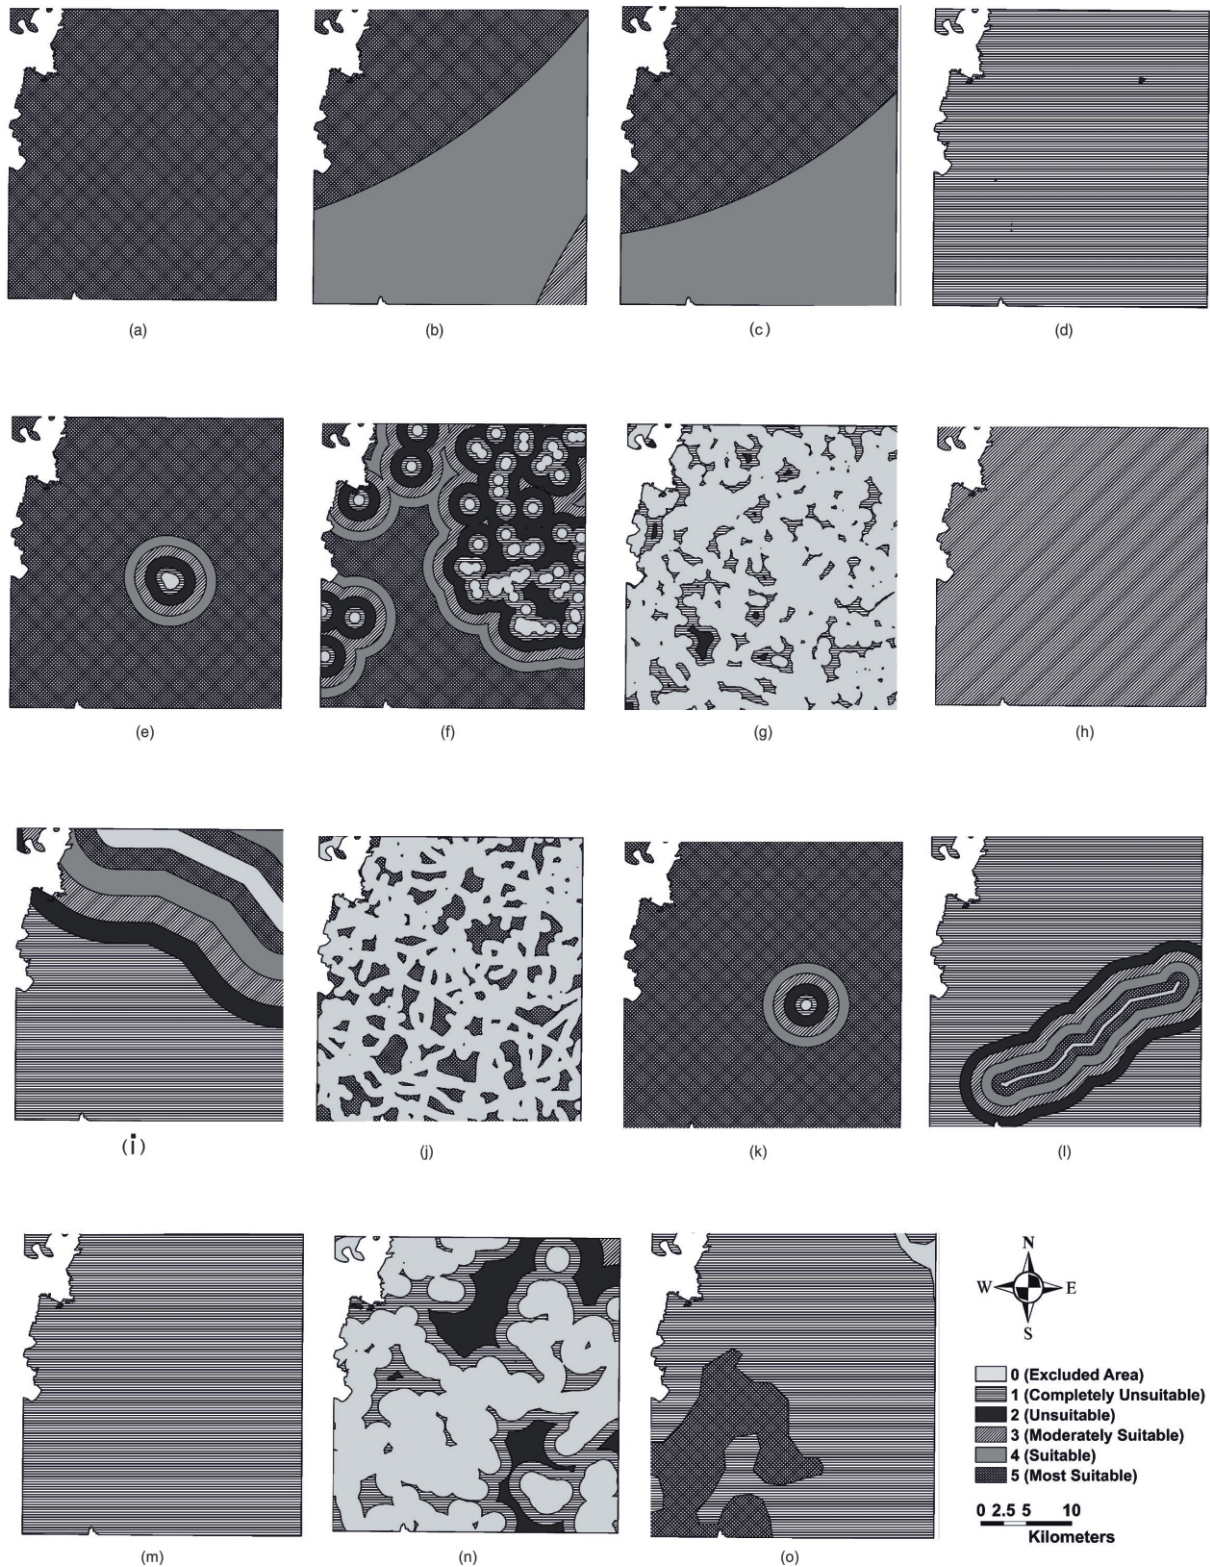 (a)
(b)
(c)
(d)
(e)
(f)
(g)
(h)
(i)
(j)
(k)
(l)
(m)
(n)
(o)
N
W E
S
0 (Excluded Area)
1 (Completely Unsuitable)
2 (Unsuitable)
3 (Moderately Suitable)
4 (Suitable)
5 (Most Suitable)
0 2.5 5 10
Kilometers